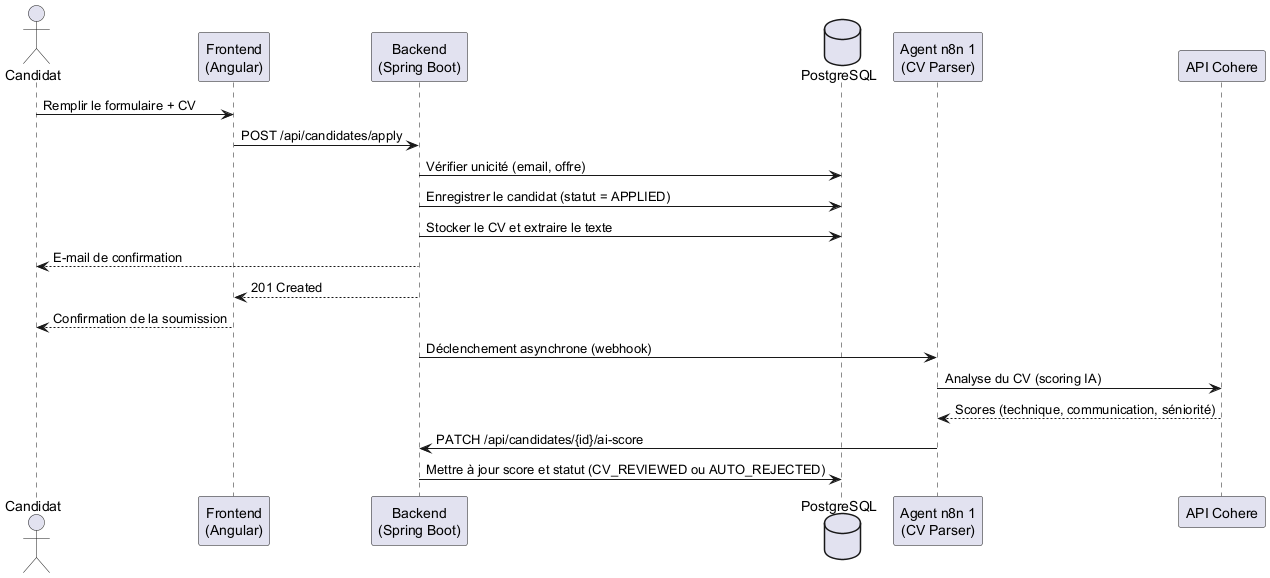 Candidat
Frontend
(Angular)
Backend
(Spring Boot)
PostgreSQL
Agent n8n 1
(CV Parser)
API Cohere
Remplir le formulaire + CV
POST /api/candidates/apply
Vérifier unicité (email, offre)
Enregistrer le candidat (statut = APPLIED)
Stocker le CV et extraire le texte
E-mail de confirmation
201 Created
Confirmation de la soumission
Déclenchement asynchrone (webhook)
Analyse du CV (scoring IA)
Scores (technique, communication, séniorité)
PATCH /api/candidates/{id}/ai-score
Mettre à jour score et statut (CV_REVIEWED ou AUTO_REJECTED)
Candidat
Frontend
(Angular)
Backend
(Spring Boot)
PostgreSQL
Agent n8n 1
(CV Parser)
API Cohere